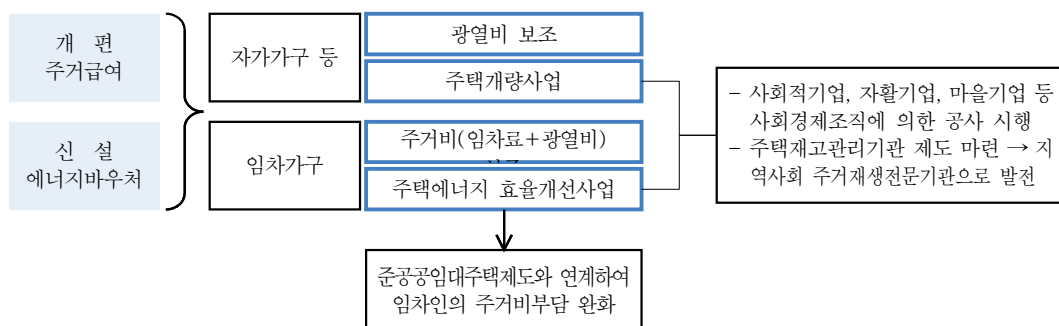 개 편
주거급여
신 설
에너지바우처
자가가구 등
임차가구
광열비 보조
주택개량사업
주거비(임차료+광열비)
주택에너지 효율개선사업
- 사회적기업, 자활기업, 마을기업 등
사회경제조직에 의한 공사 시행
- 주택재고관리기관 제도 마련 → 지
역사회 주거재생전문기관으로 발전
준공공임대주택제도와 연계하여
임차인의 주거비부담 완화